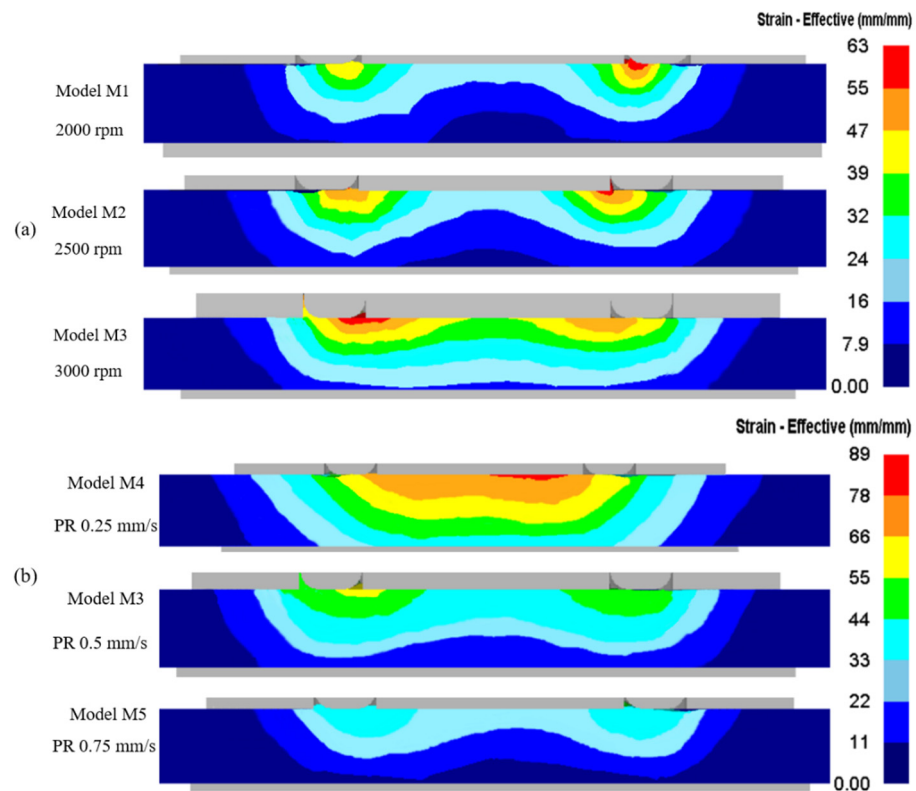 Strain - Effective (mm/mm)
63
55
47
39
32
24
16
7.9
0.00
(a)
Model M1
2000 rpm
Model M2
2500 rpm
Model M3
3000 rpm
Strain - Effective (mm/mm)
89
78
66
55
44
33
22
11
0.00
(b)
Model M4
PR 0.25 mm/s
Model M3
PR 0.5 mm/s
Model M5
PR 0.75 mm/s